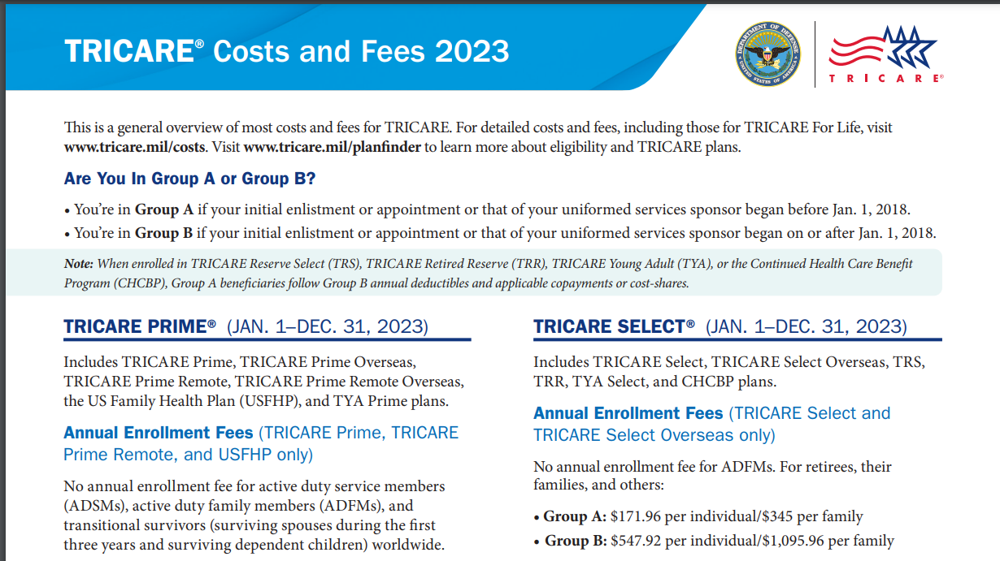 TRICARE® Costs and Fees 2023
DEPARTMENT OF DEFENSE
UNITED STATES OF AMERICA
TRICARE®
This is a general overview of most costs and fees for TRICARE. For detailed costs and fees, including those for TRICARE For Life, visit
www.tricare.mil/costs. Visit www.tricare.mil/planfinder to learn more about eligibility and TRICARE plans.
Are You In Group A or Group B?
• You’re in Group A if your initial enlistment or appointment or that of your uniformed services sponsor began before Jan. 1, 2018.
• You’re in Group B if your initial enlistment or appointment or that of your uniformed services sponsor began on or after Jan. 1, 2018.
Note: When enrolled in TRICARE Reserve Select (TRS), TRICARE Retired Reserve (TRR), TRICARE Young Adult (TYA), or the Continued Health Care Benefit
Program (CHCBP), Group A beneficiaries follow Group B annual deductibles and applicable copayments or cost-shares.
TRICARE PRIME® (JAN. 1–DEC. 31, 2023)
Includes TRICARE Prime, TRICARE Prime Overseas,
TRICARE Prime Remote, TRICARE Prime Remote Overseas,
the US Family Health Plan (USFHP), and TYA Prime plans.
Annual Enrollment Fees (TRICARE Prime, TRICARE
Prime Remote, and USFHP only)
No annual enrollment fee for active duty service members
(ADSMs), active duty family members (ADFMs), and
transitional survivors (surviving spouses during the first
three years and surviving dependent children) worldwide.
TRICARE SELECT® (JAN. 1–DEC. 31, 2023)
Includes TRICARE Select, TRICARE Select Overseas, TRS,
TRR, TYA Select, and CHCBP plans.
Annual Enrollment Fees (TRICARE Select and
TRICARE Select Overseas only)
No annual enrollment fee for ADFMs. For retirees, their
families, and others:
• Group A: $171.96 per individual/$345 per family
• Group B: $547.92 per individual/$1,095.96 per family